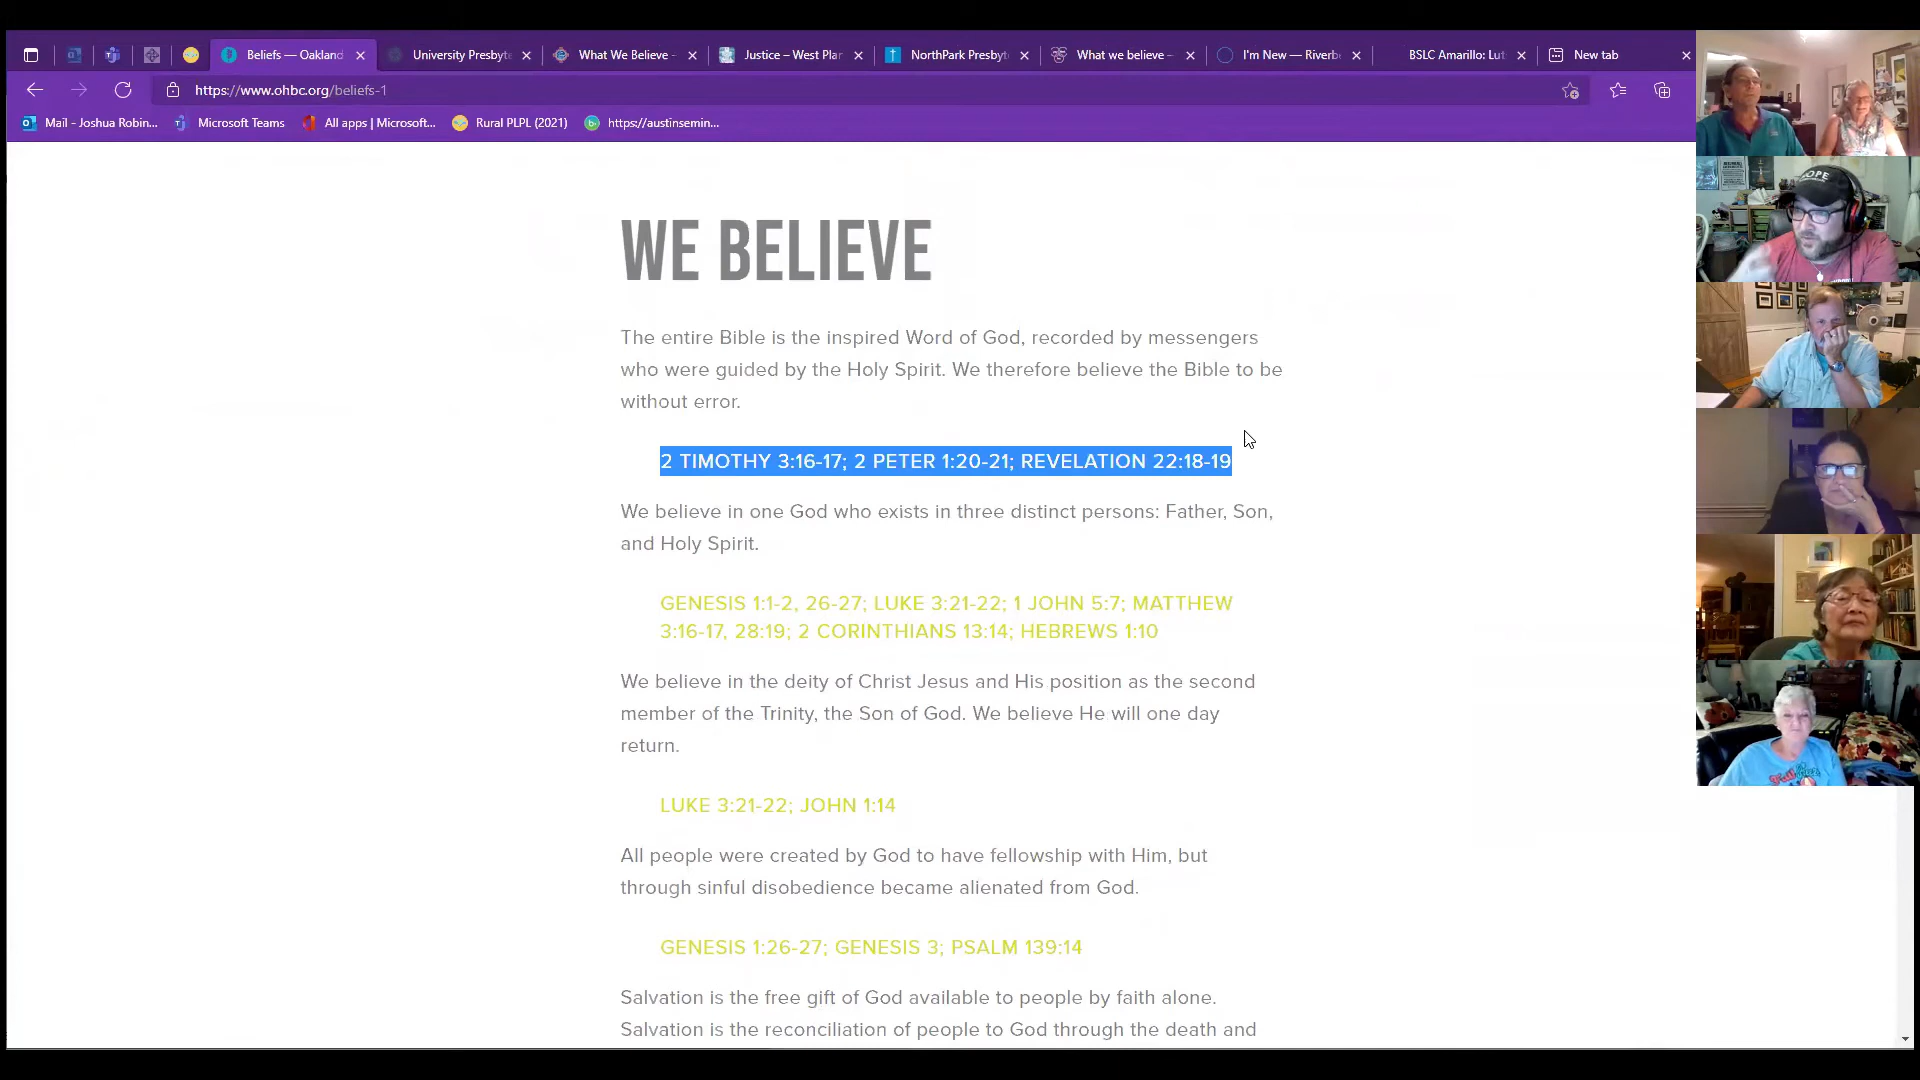 Beliefs — Oakland
University Presbyte
What We Believe -
Justice – West Plan
NorthPark Presbyte
What we believe –
I'm New — Riverbe
BSLC Amarillo: Lut
New tab
https://www.ohbc.org/beliefs-1
Mail - Joshua Robin...
Microsoft Teams
All apps | Microsoft...
Rural PLPL (2021)
https://austinsemin...
WE BELIEVE
The entire Bible is the inspired Word of God, recorded by messengers
who were guided by the Holy Spirit. We therefore believe the Bible to be
without error.
2 TIMOTHY 3:16-17; 2 PETER 1:20-21; REVELATION 22:18-19
We believe in one God who exists in three distinct persons: Father, Son,
and Holy Spirit.
GENESIS 1:1-2, 26-27; LUKE 3:21-22; 1 JOHN 5:7; MATTHEW
3:16-17, 28:19; 2 CORINTHIANS 13:14; HEBREWS 1:10
We believe in the deity of Christ Jesus and His position as the second
member of the Trinity, the Son of God. We believe He will one day
return.
LUKE 3:21-22; JOHN 1:14
All people were created by God to have fellowship with Him, but
through sinful disobedience became alienated from God.
GENESIS 1:26-27; GENESIS 3; PSALM 139:14
Salvation is the free gift of God available to people by faith alone.
Salvation is the reconciliation of people to God through the death and